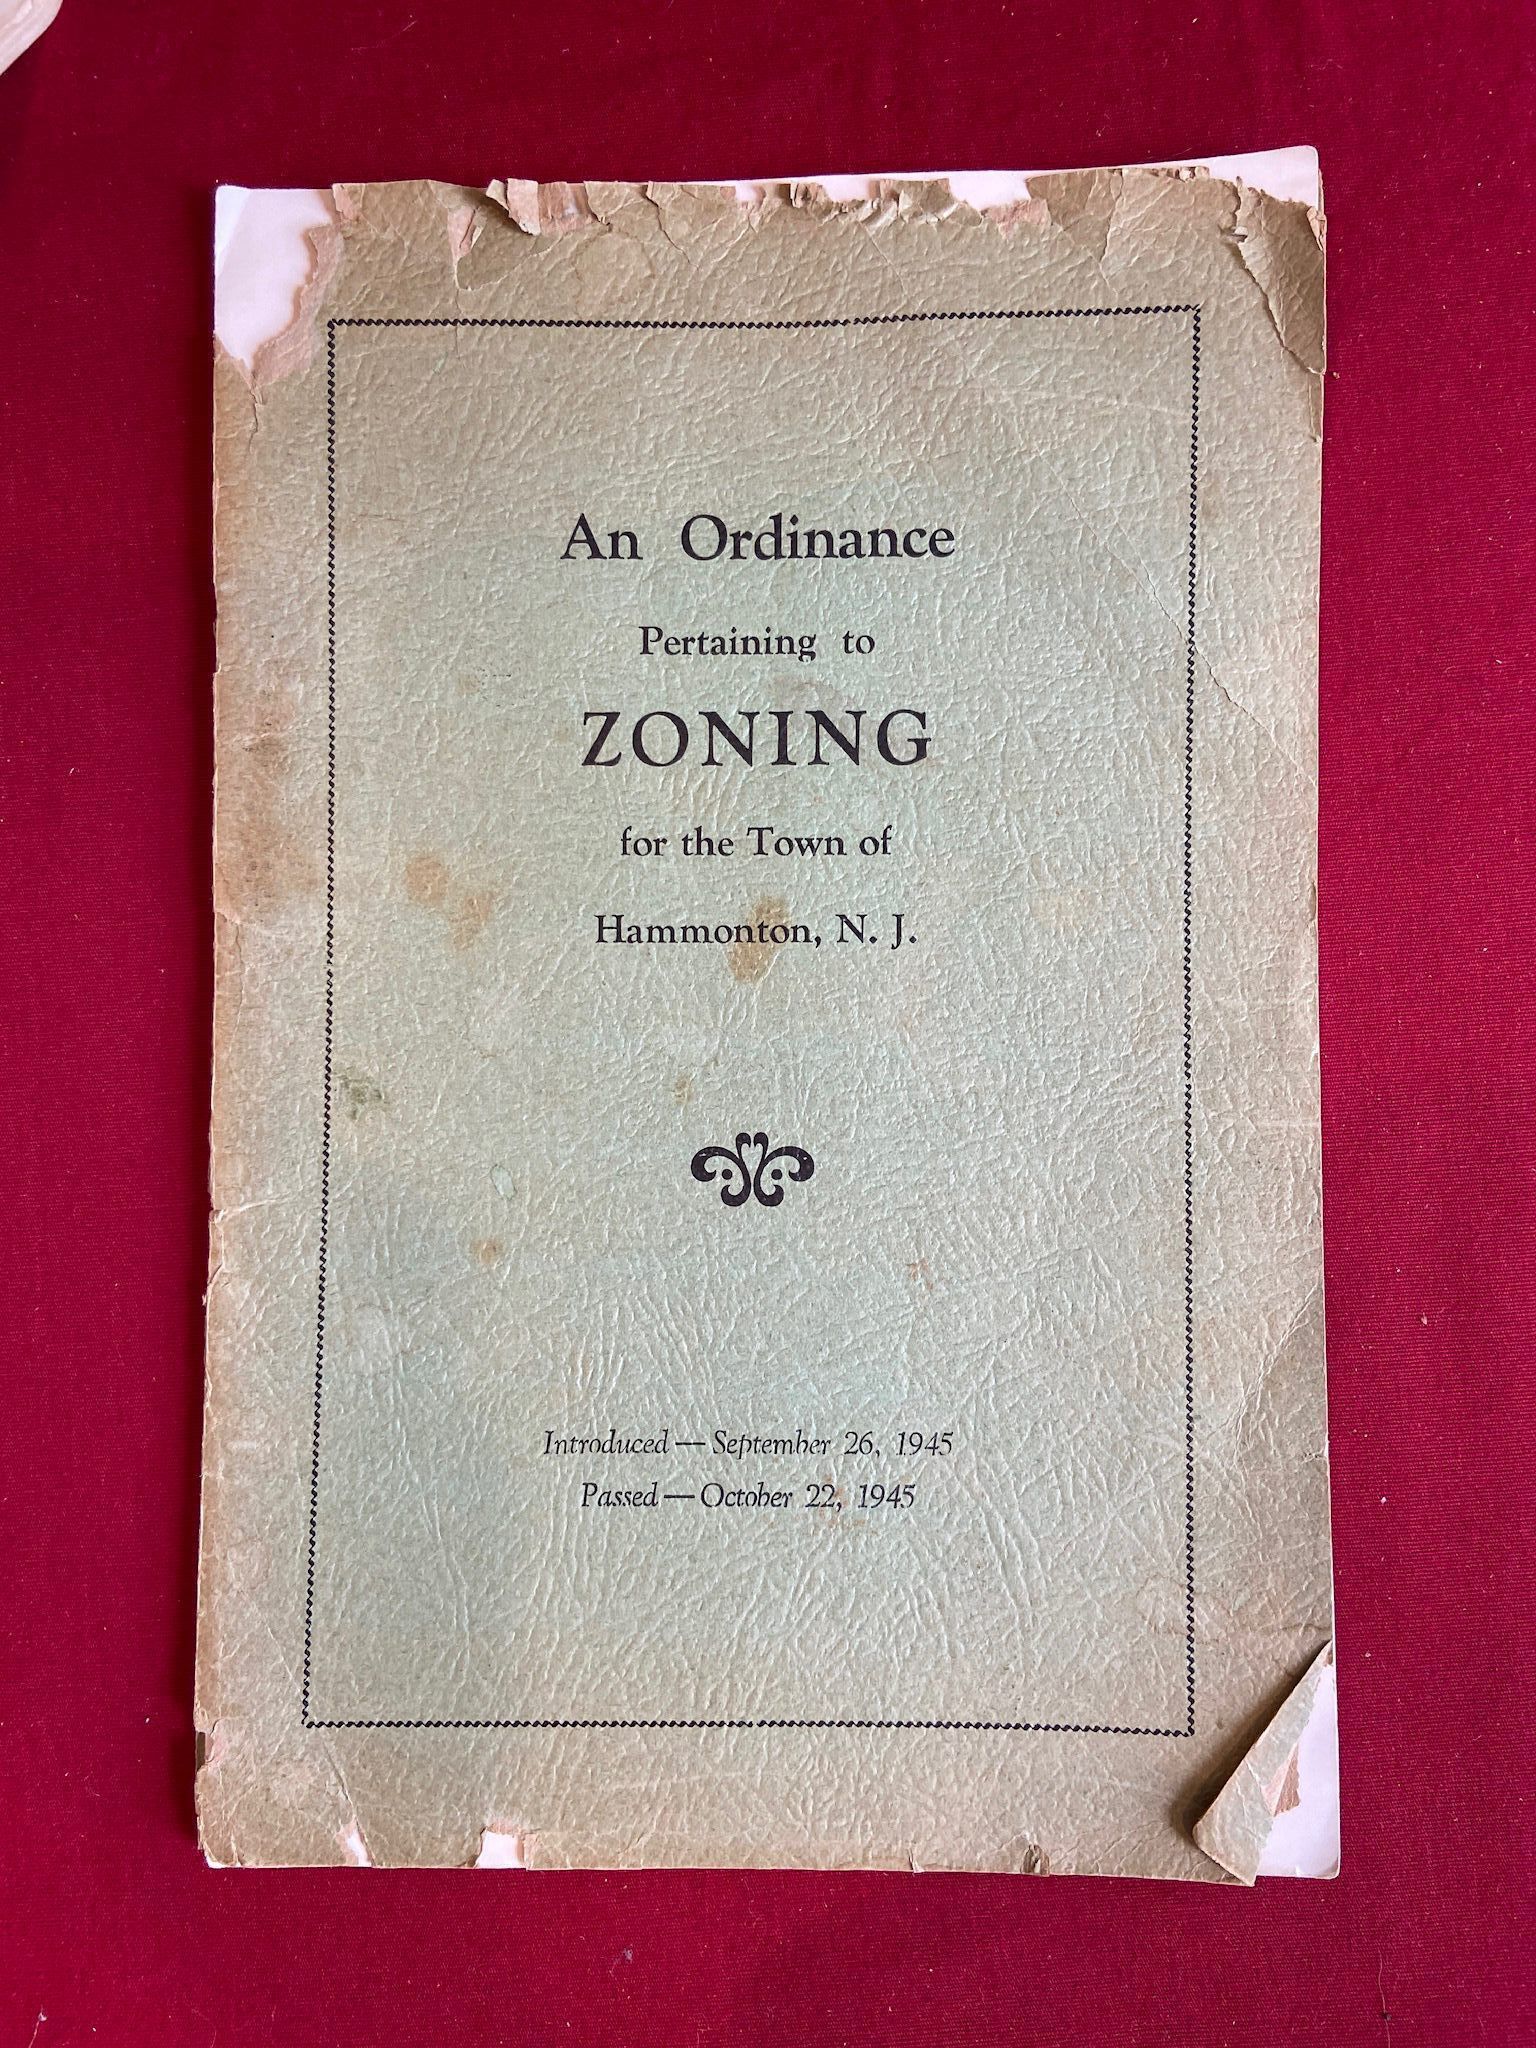 An Ordinance
Pertaining to
ZONING
for the Town of
Hammonton, N. J.
Introduced — September 26, 1945
Passed — October 22, 1945